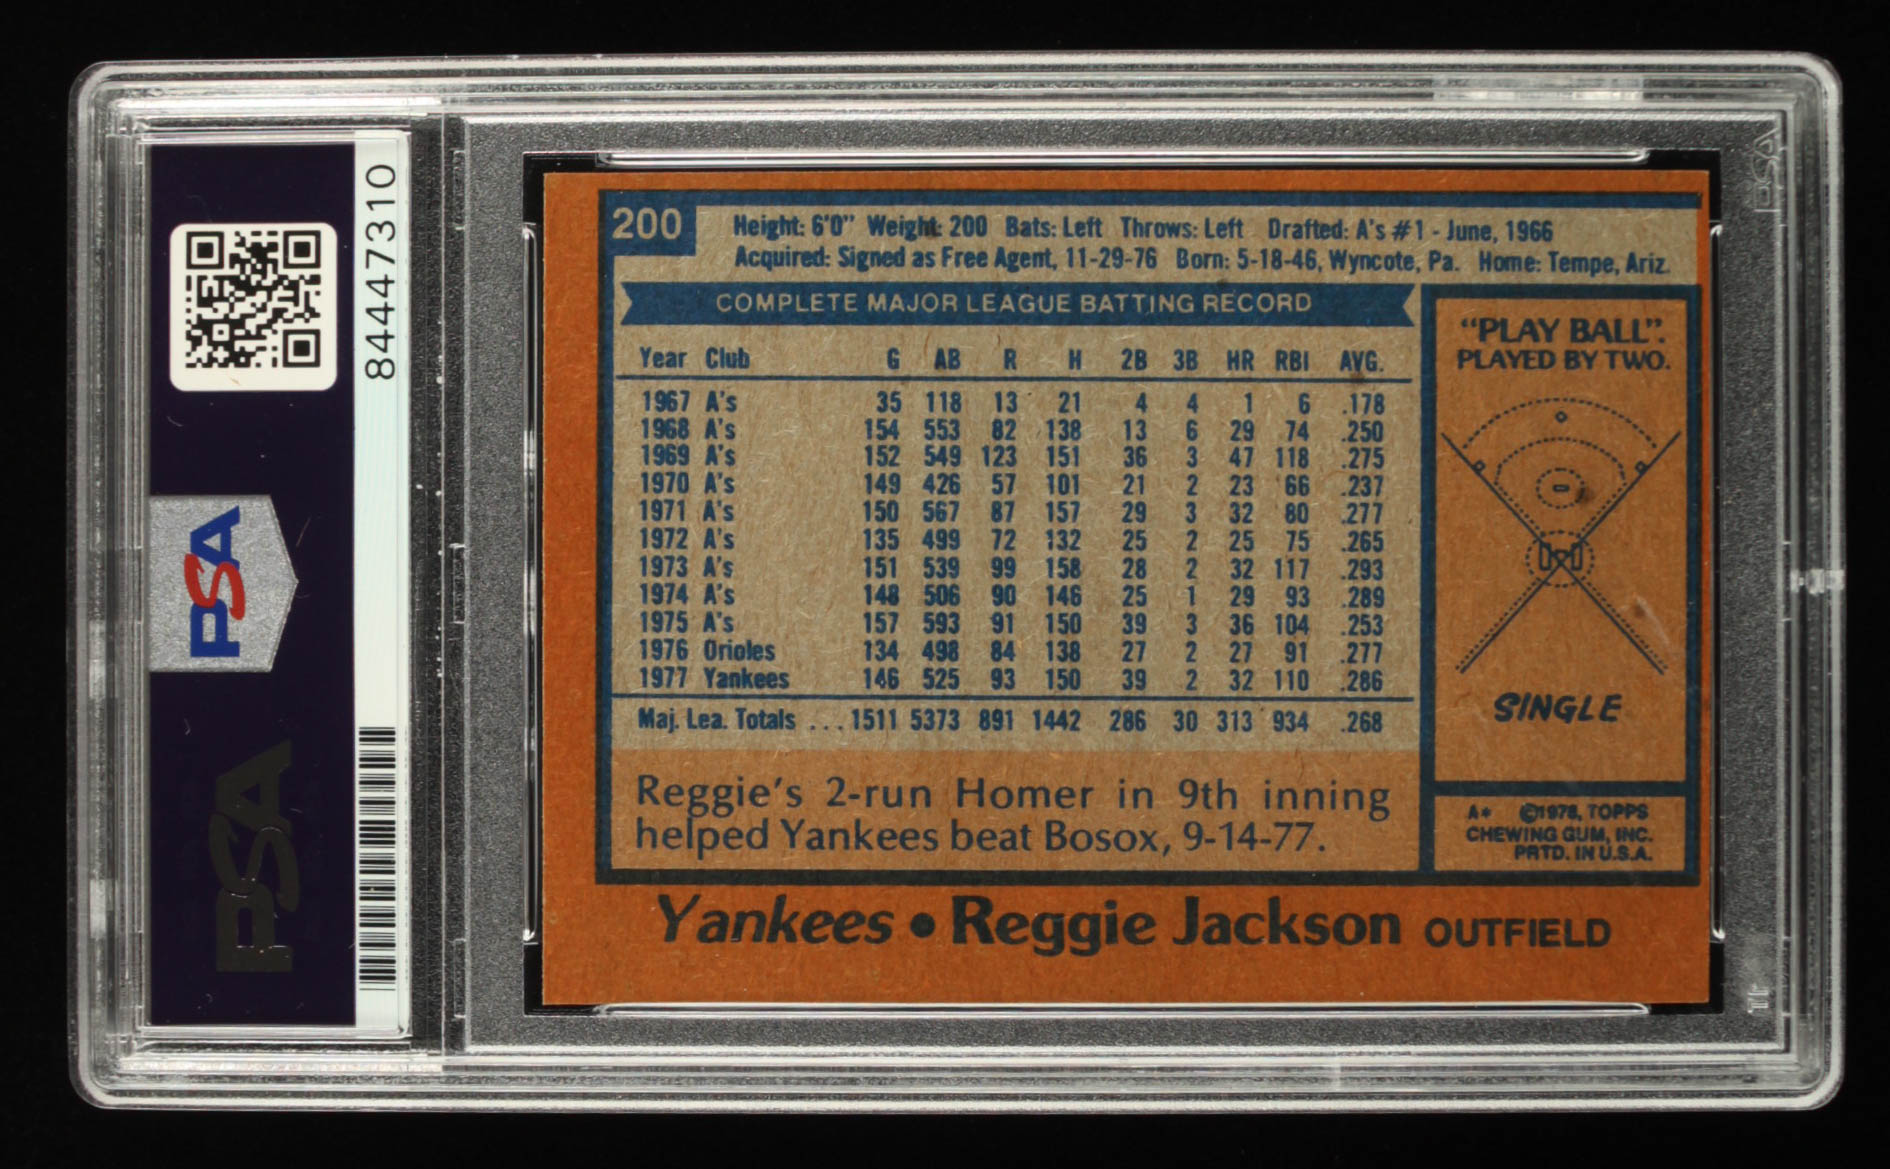 84447310
PSA
PSA
PSA
200
Height: 6'0" Weight: 200 Bats: Left Throws: Left Drafted: A's #1 - June, 1966
Acquired: Signed as Free Agent, 11-29-76 Born: 5-18-46, Wyncote, Pa. Home: Tempe, Ariz.
COMPLETE MAJOR LEAGUE BATTING RECORD
Year Club G AB R H 2B 3B HR RBI AVG.
1967 A's 35 118 13 21 4 4 1 6 .178
1968 A's 154 553 82 138 13 6 29 74 .250
1969 A's 152 549 123 151 36 3 47 118 .275
1970 A's 149 426 57 101 21 2 23 66 .237
1971 A's 150 567 87 157 29 3 32 80 .277
1972 A's 135 499 72 132 25 2 25 75 .265
1973 A's 151 539 99 158 28 2 32 117 .293
1974 A's 148 506 90 146 25 1 29 93 .289
1975 A's 157 593 91 150 39 3 36 104 .253
1976 Orioles 134 498 84 138 27 2 27 91 .277
1977 Yankees 146 525 93 150 39 2 32 110 .286
Maj. Lea. Totals ... 1511 5373 891 1442 286 30 313 934 .268
Reggie's 2-run Homer in 9th inning
helped Yankees beat Bosox, 9-14-77.
"PLAY BALL".
PLAYED BY TWO.
SINGLE
A* ©1978, TOPPS
CHEWING GUM, INC.
PRTD. IN U.S.A.
Yankees • Reggie Jackson OUTFIELD